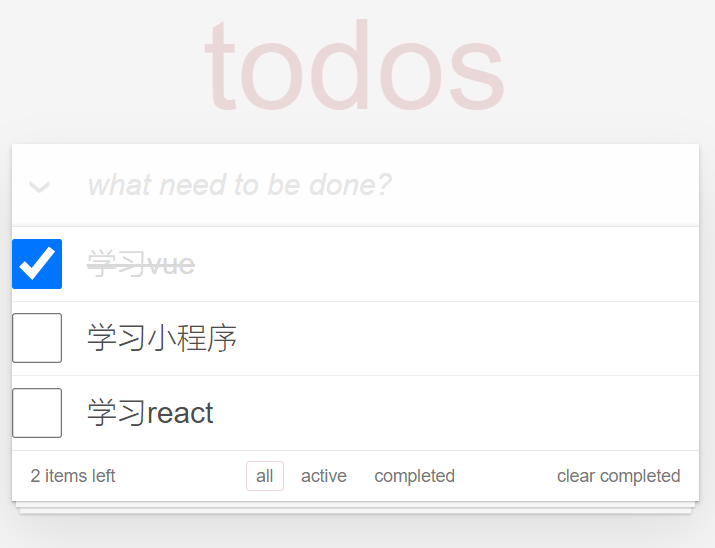 todos
what need to be done?
学习vue
学习小程序
学习react
2 items left all active completed clear completed